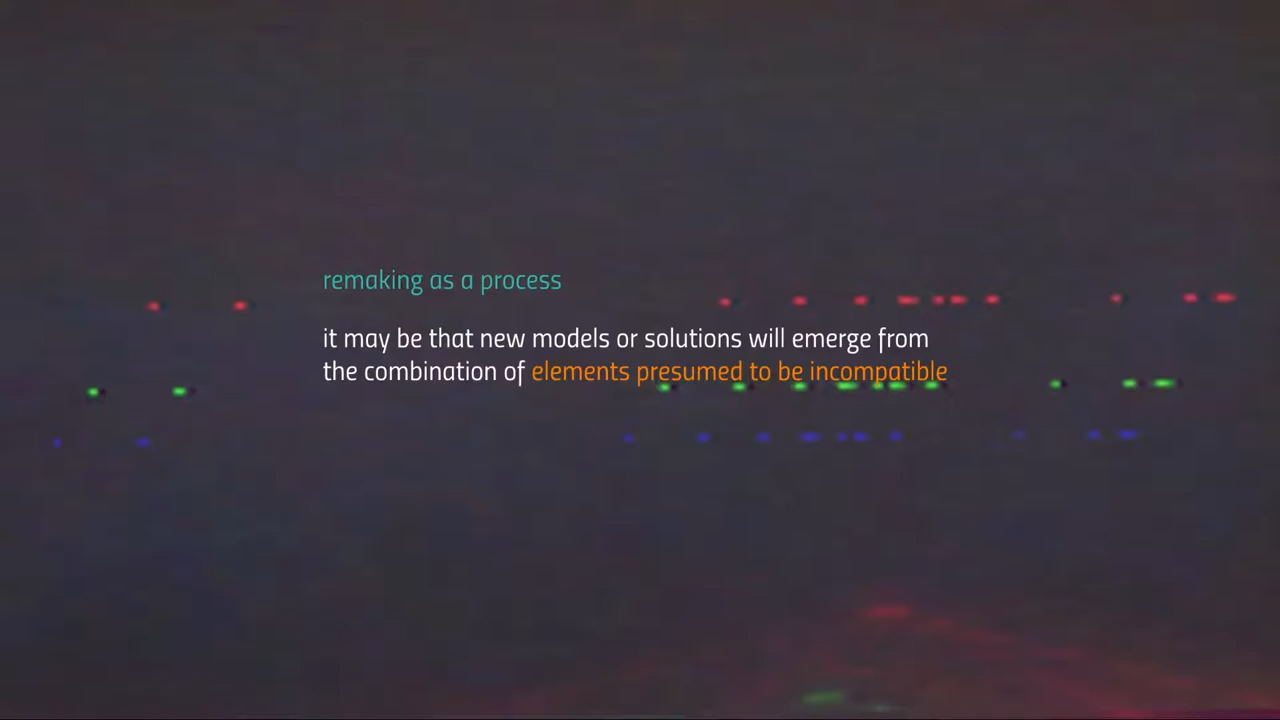 remaking as a process
it may be that new models or solutions will emerge from
the combination of elements presumed to be incompatible